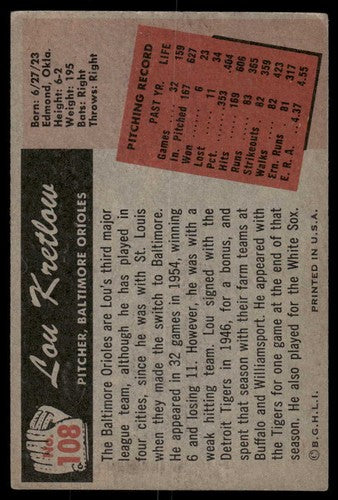 No. 108
Lou Kretlow
PITCHER, BALTIMORE ORIOLES
Born: 6/27/23
Edmond, Okla.
Height: 6-2
Weight: 195
Bats: Right
Throws: Right
PITCHING RECORD
PAST YR. LIFE
Games 32 159
In. Pitched 167 627
Won 6 23
Lost 11 34
Pct. .353 .404
Hits 169 606
Runs 365
Strikeouts 82 359
Walks 82 423
Ern. Runs 81 317
E. R. A. 4.37 4.55
The Baltimore Orioles are Lou's third major
league team, although he has played in
four cities, since he was with St. Louis
when they made the switch to Baltimore.
He appeared in 32 games in 1954, winning
6 and losing 11. However, he was with a
weak hitting team. Lou signed with the
Detroit Tigers in 1946, for a bonus, and
spent that season with their farm teams at
Buffalo and Williamsport. He appeared with
the Tigers for one game at the end of that
season. He also played for the White Sox.
© B.G.H.L.I. PRINTED IN U.S.A.